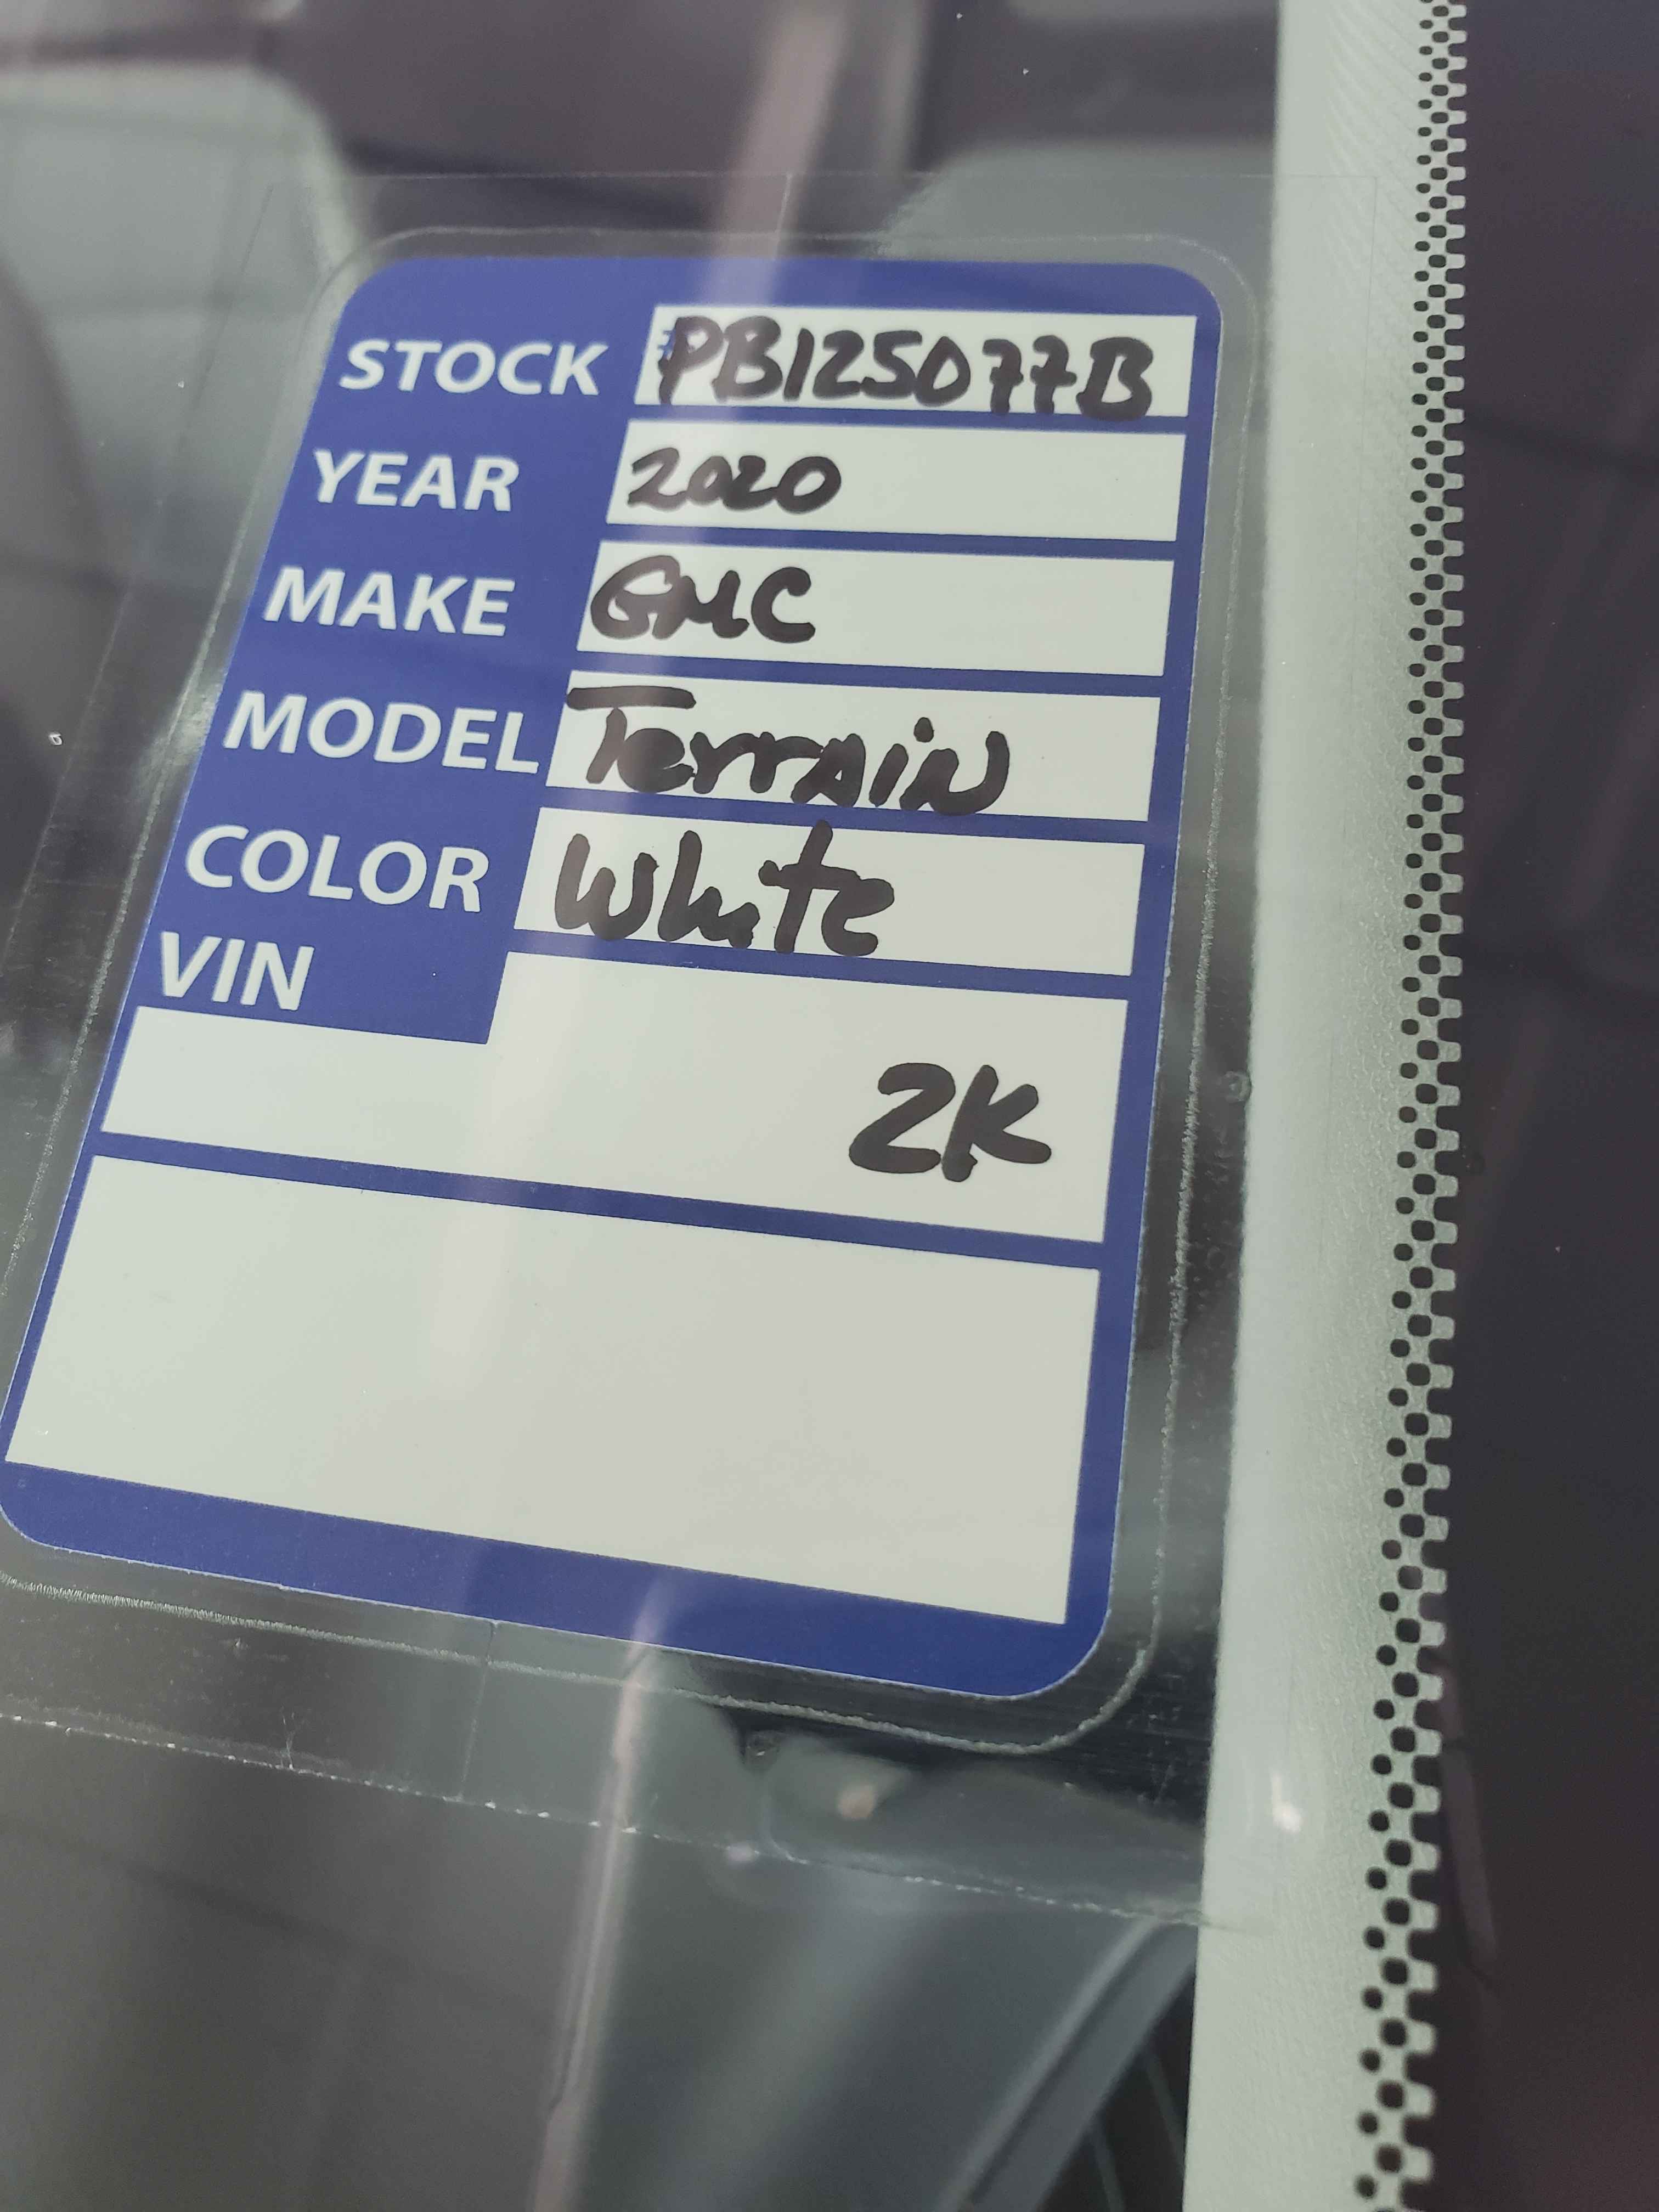 STOCK PB125077B
YEAR 2020
MAKE GMC
MODEL Terrain
COLOR White
VIN
2K